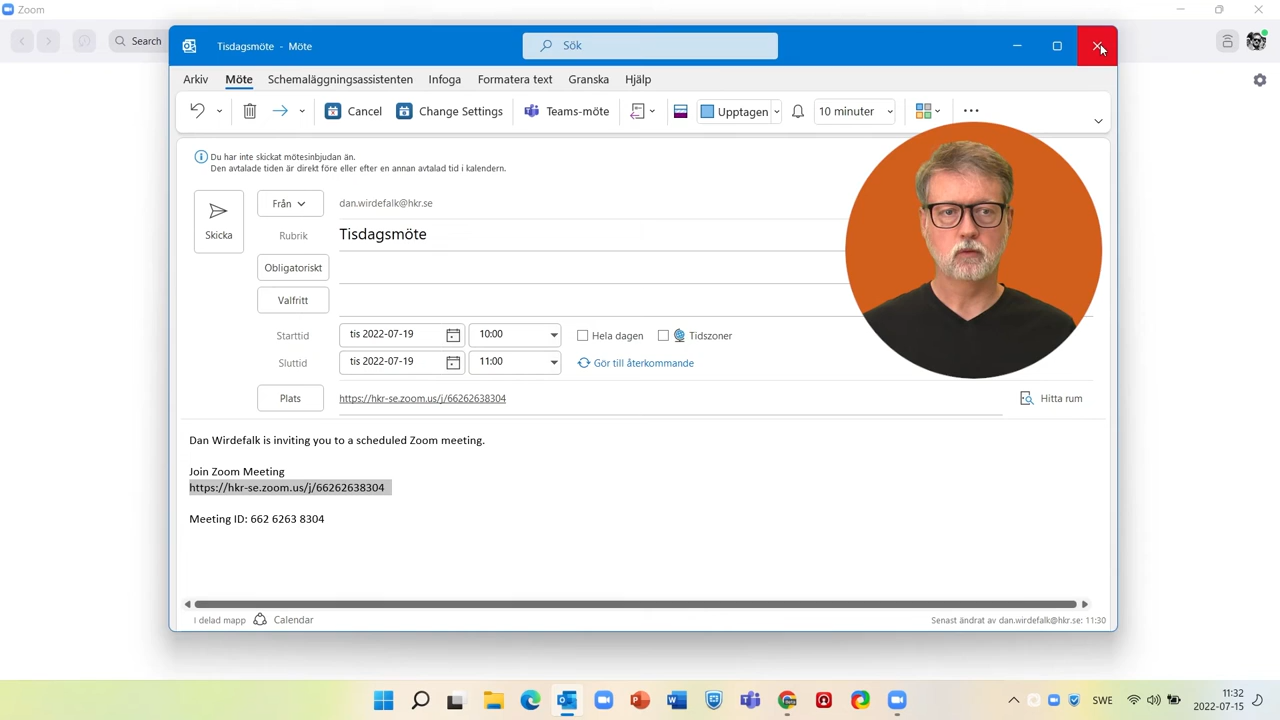 Zoom
Search
Tisdagsmöte - Möte
Sök
Arkiv Möte Schemaläggningsassistenten Infoga Formatera text Granska Hjälp
Cancel Change Settings Teams-möte Upptagen 10 minuter
Du har inte skickat mötesinbjudan än.
Den avtalade tiden är direkt före eller efter en annan avtalad tid i kalendern.
Skicka
Från dan.wirdefalk@hkr.se
Rubrik Tisdagsmöte
Obligatoriskt
Valfritt
Starttid tis 2022-07-19 10:00 Hela dagen Tidszoner
Sluttid tis 2022-07-19 11:00 Gör till återkommande
Plats https://hkr-se.zoom.us/j/66262638304 Hitta rum
Dan Wirdefalk is inviting you to a scheduled Zoom meeting.
Join Zoom Meeting
https://hkr-se.zoom.us/j/66262638304
Meeting ID: 662 6263 8304
I delad mapp Calendar Senast ändrat av dan.wirdefalk@hkr.se: 11:30
SWE 11:32
2022-07-15